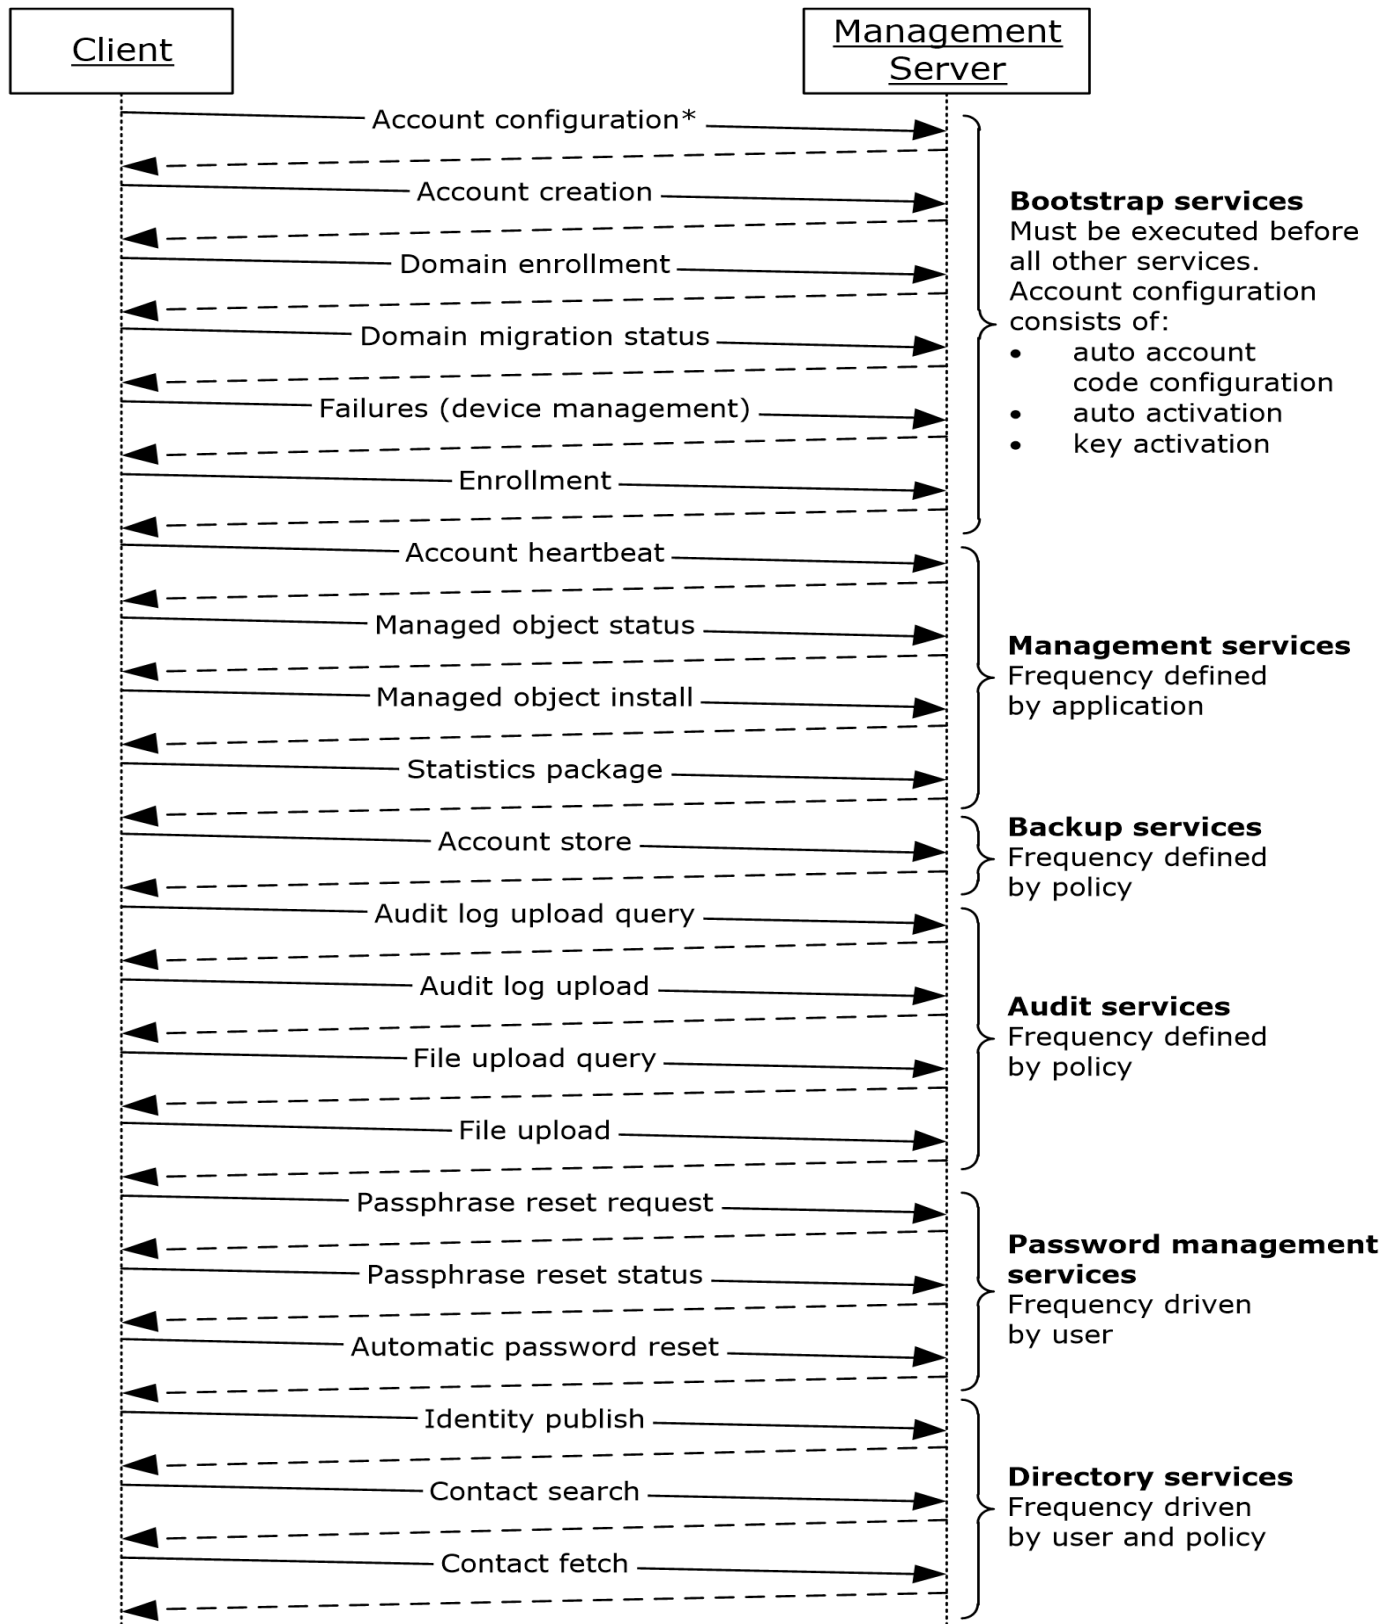 Client
Management
Server
Account configuration*
Account creation
Domain enrollment
Domain migration status
Failures (device management)
Enrollment
Bootstrap services
Must be executed before
all other services.
Account configuration
consists of:
• auto account
code configuration
• auto activation
• key activation
Account heartbeat
Managed object status
Managed object install
Statistics package
Management services
Frequency defined
by application
Account store
Backup services
Frequency defined
by policy
Audit log upload query
Audit log upload
File upload query
File upload
Audit services
Frequency defined
by policy
Passphrase reset request
Passphrase reset status
Automatic password reset
Password management
services
Frequency driven
by user
Identity publish
Contact search
Contact fetch
Directory services
Frequency driven
by user and policy